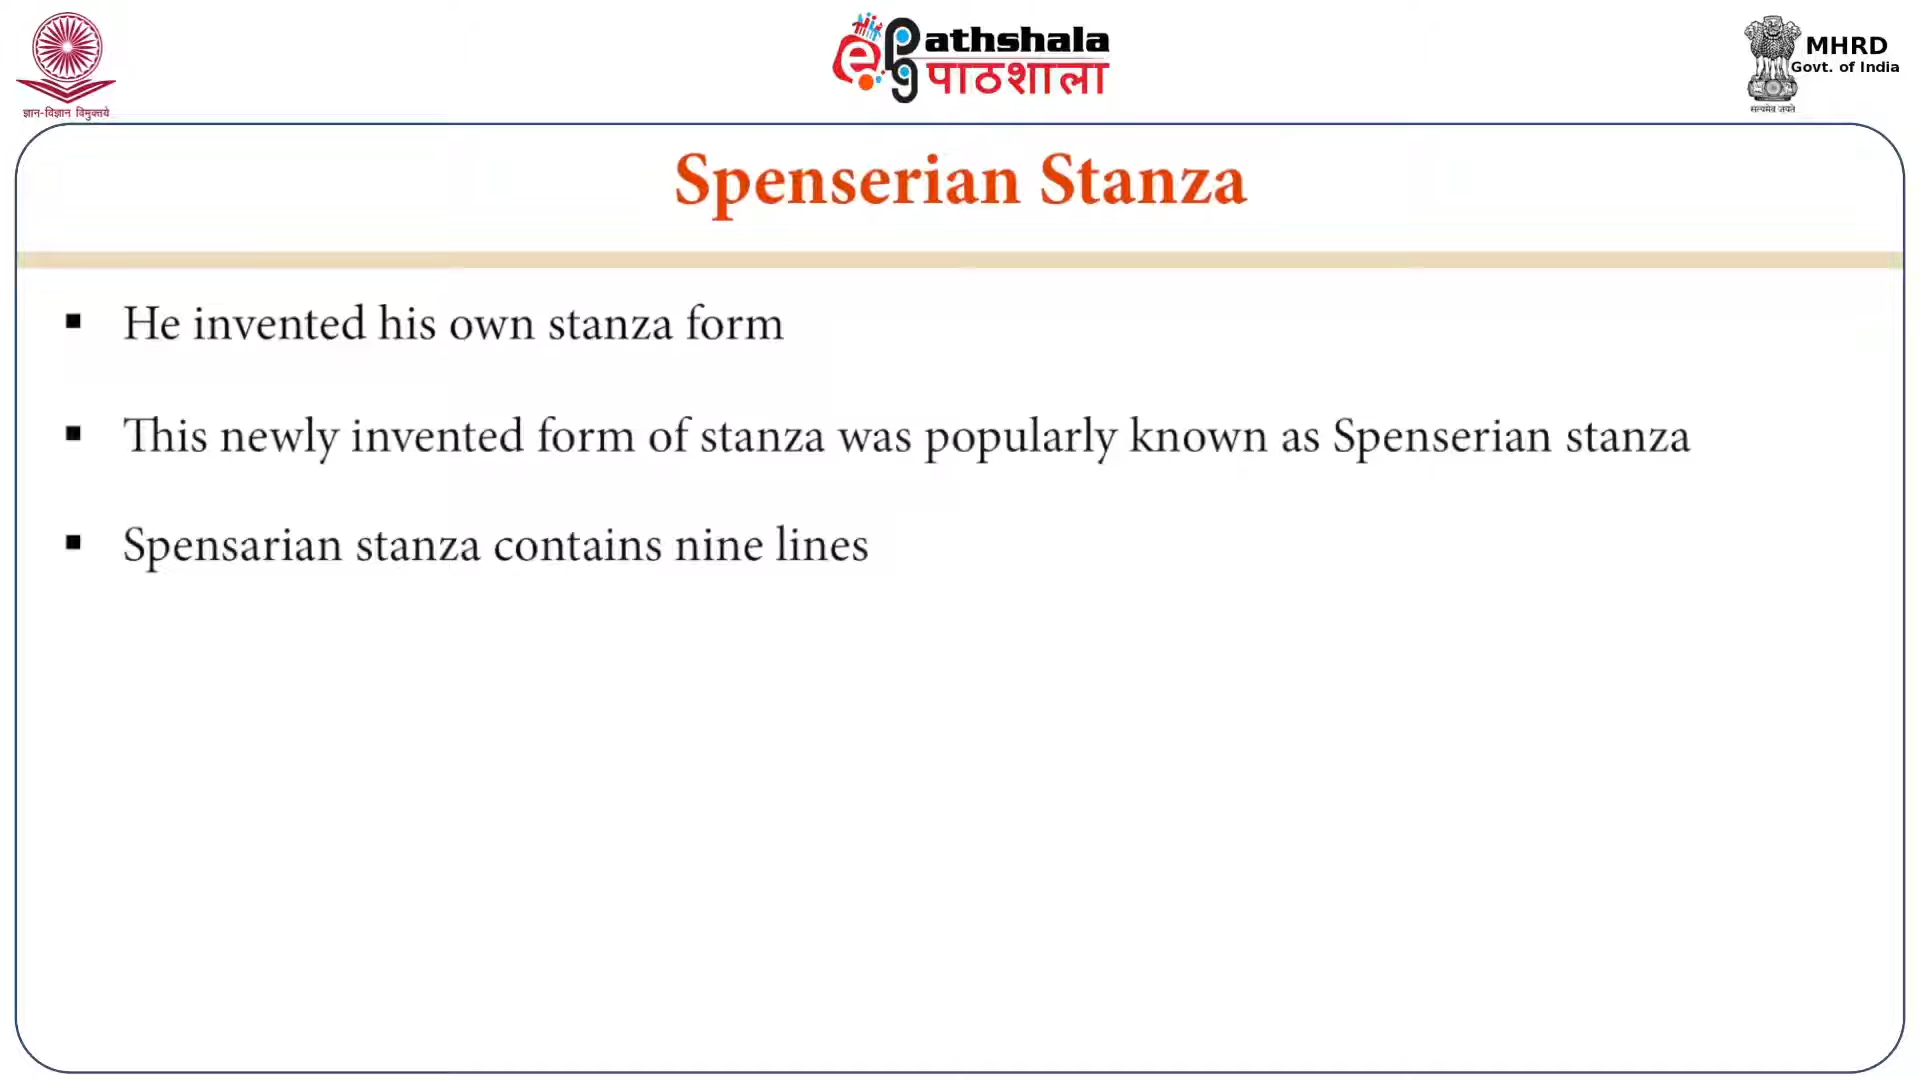 ज्ञान-विज्ञान विमुक्तये
ePathshala
पाठशाला
सत्यमेव जयते
MHRD
Govt. of India
Spenserian Stanza
▪ He invented his own stanza form
▪ This newly invented form of stanza was popularly known as Spenserian stanza
▪ Spensarian stanza contains nine lines